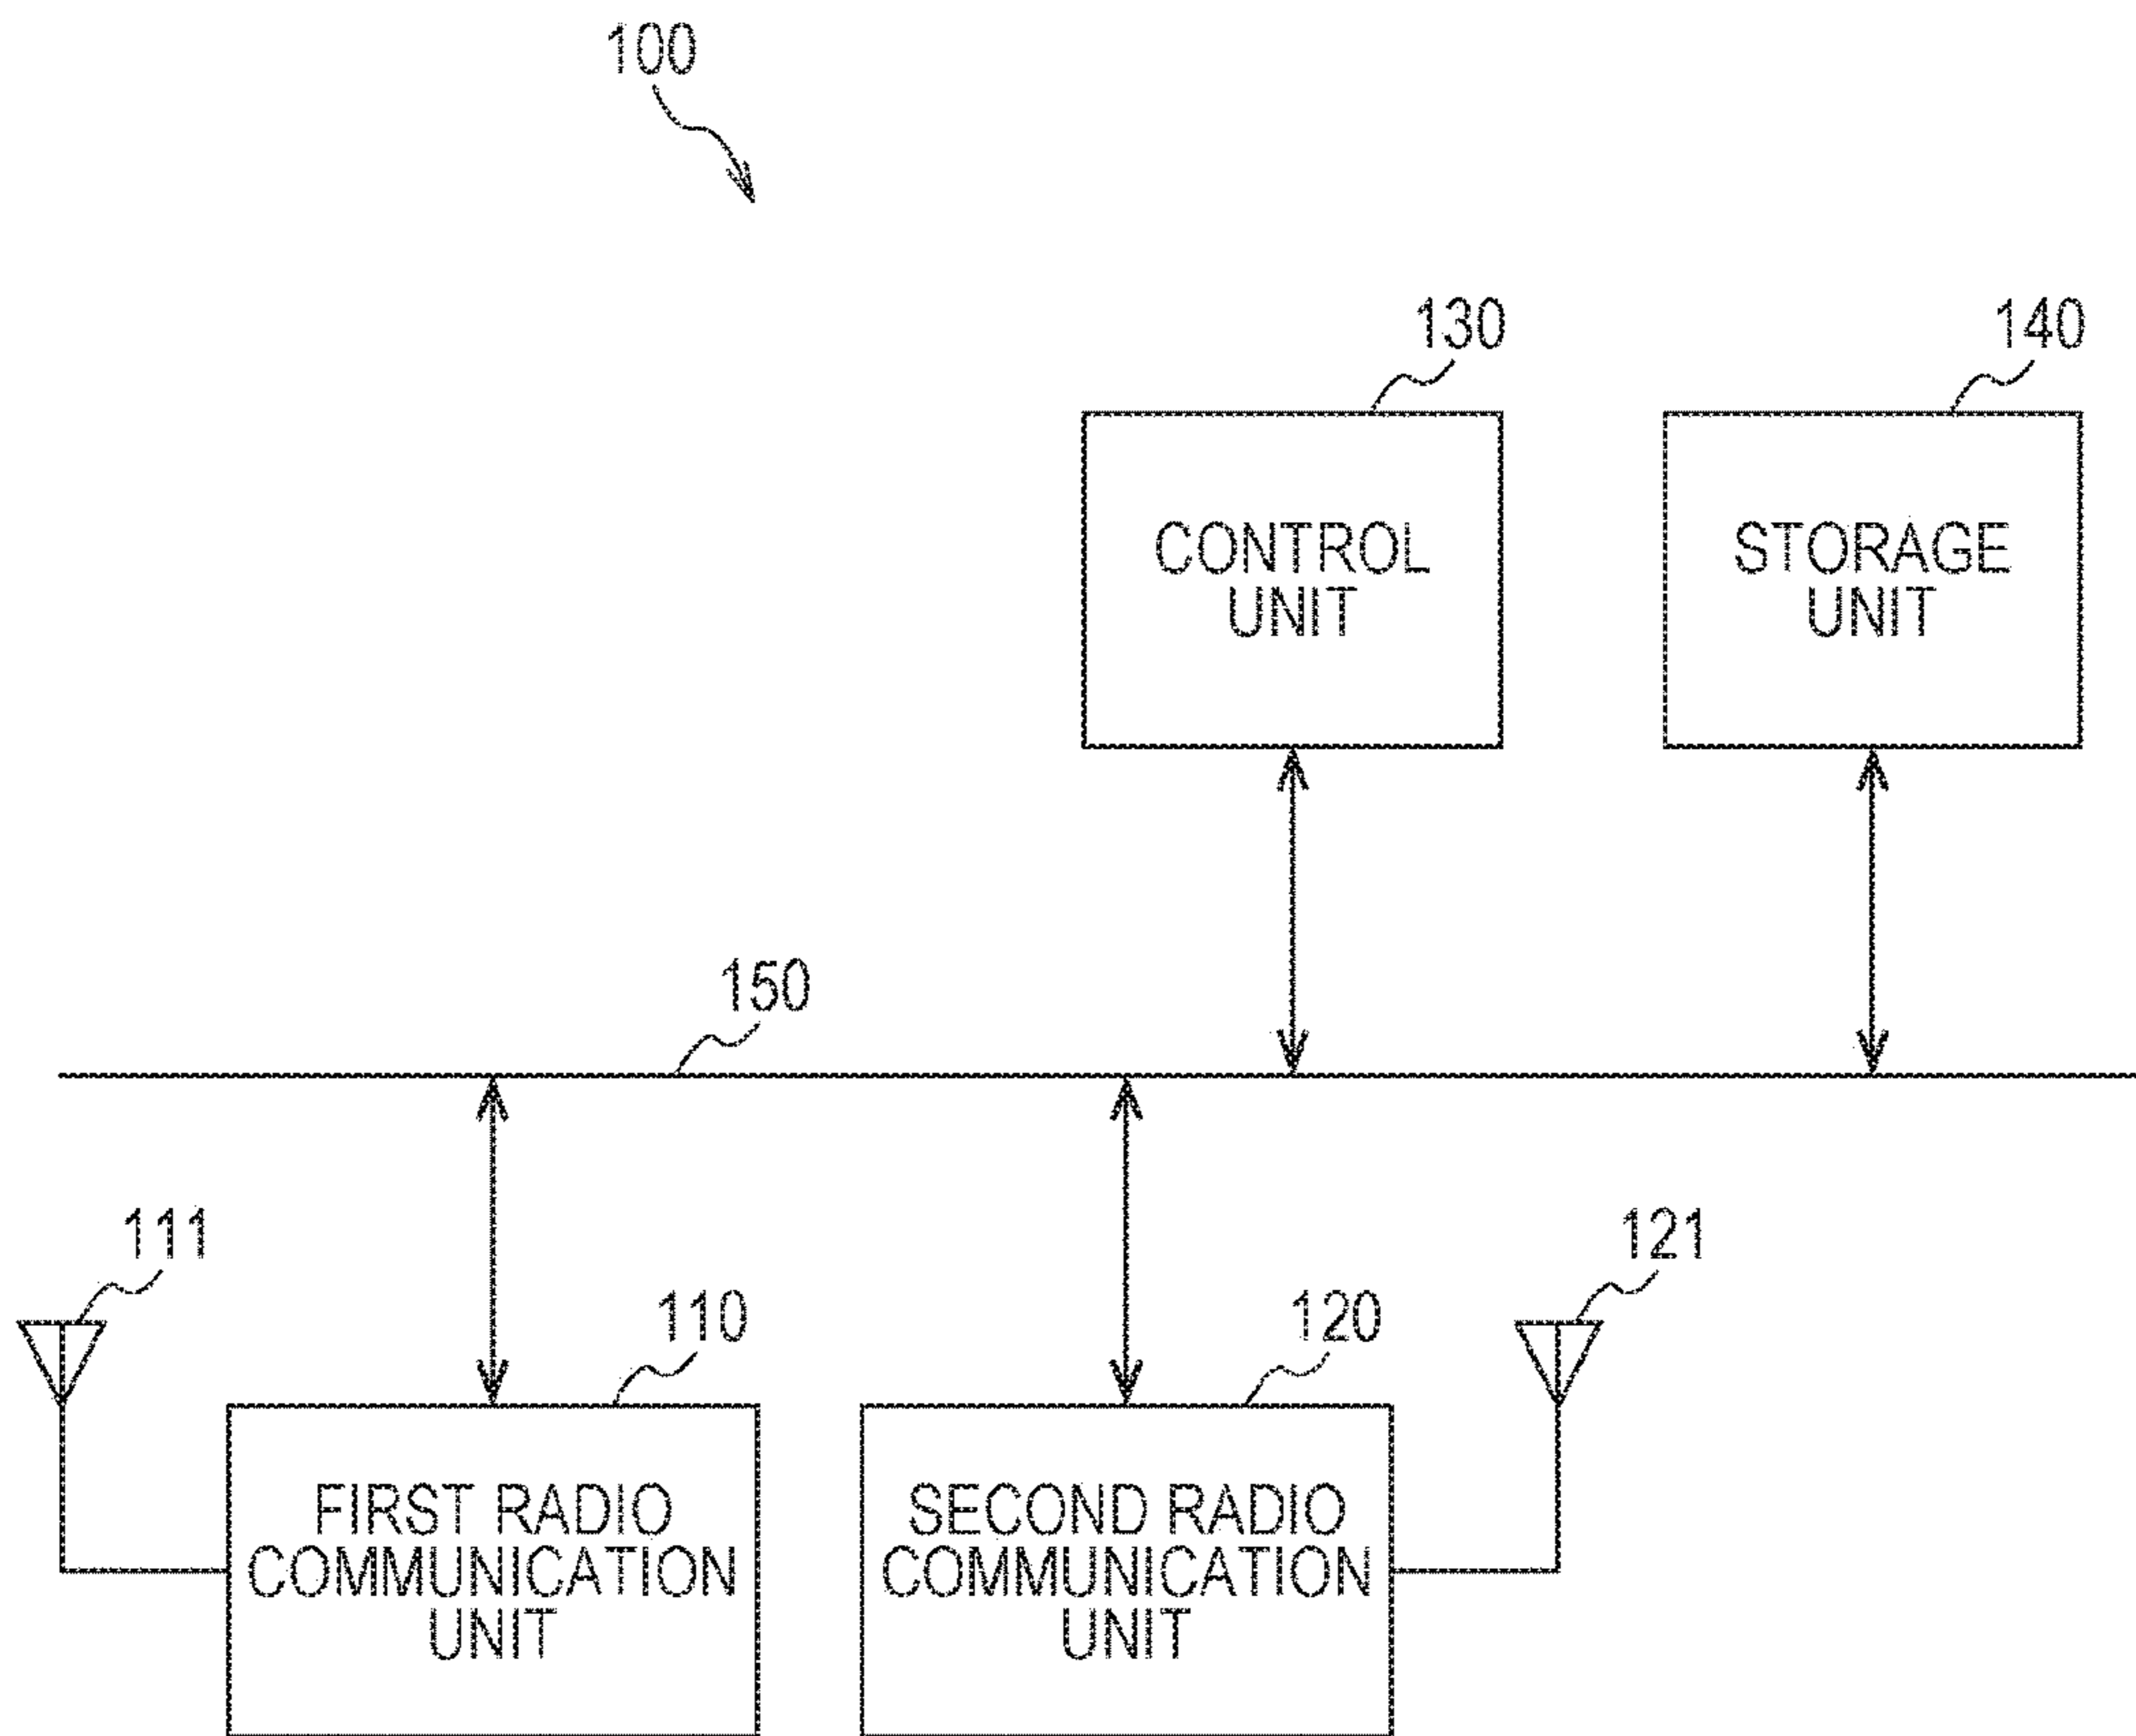 100
130
140
CONTROL
UNIT
STORAGE
UNIT
150
111
110
120
121
FIRST RADIO
COMMUNICATION
UNIT
SECOND RADIO
COMMUNICATION
UNIT